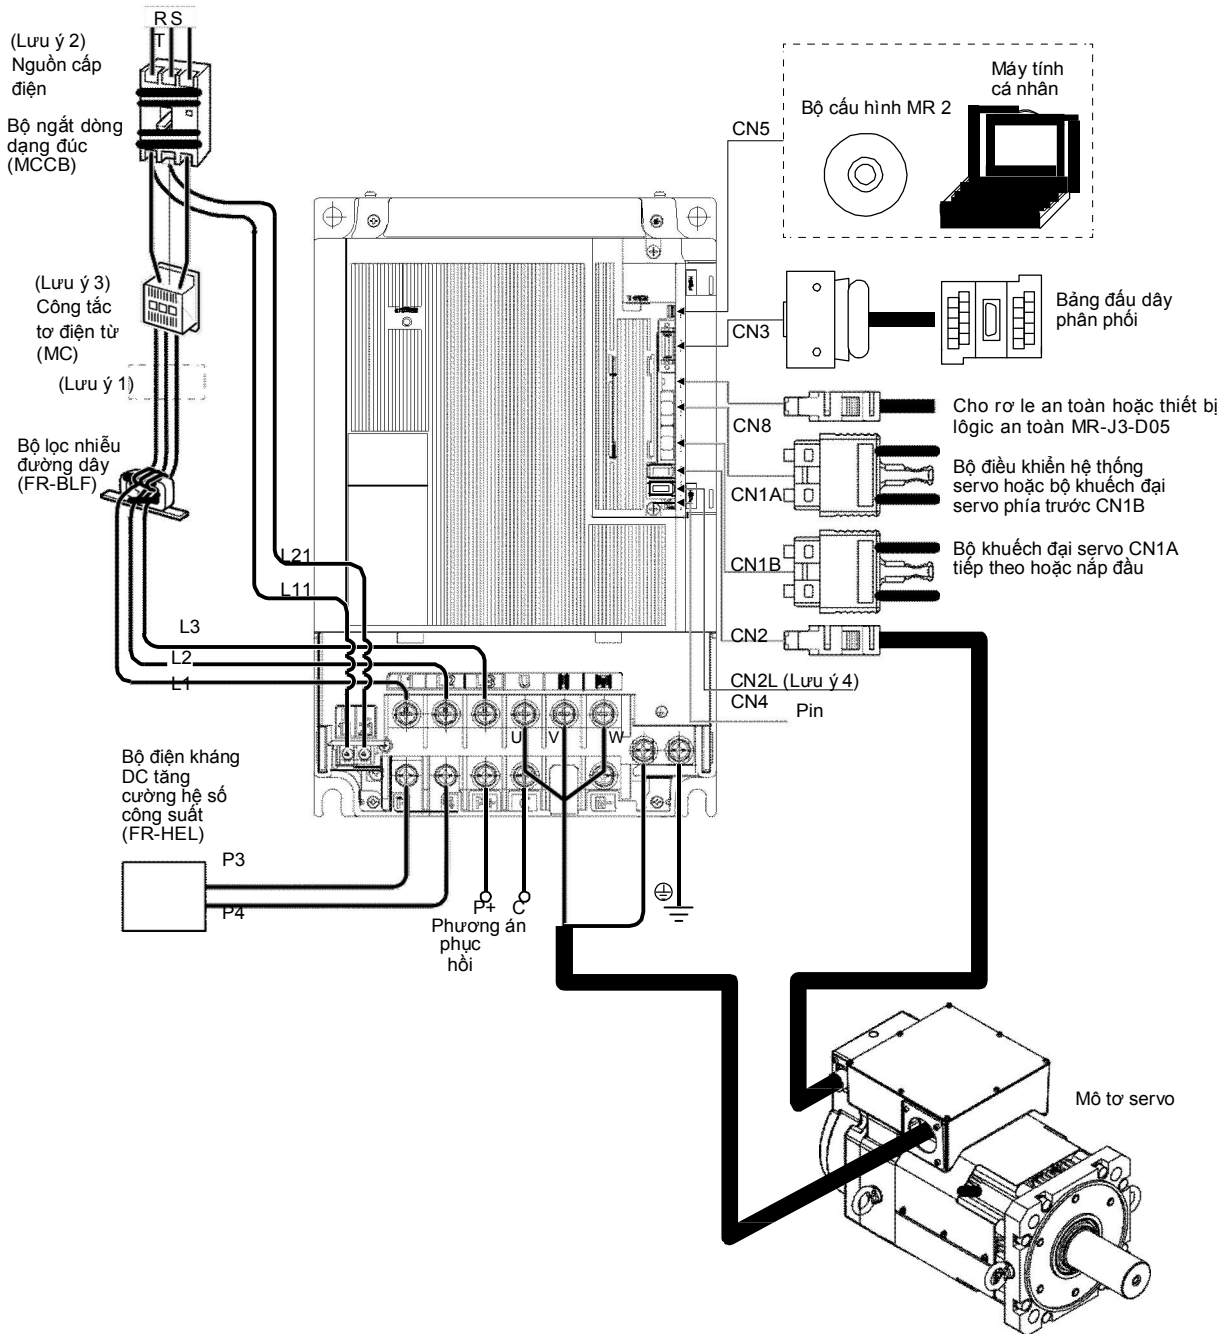 R S
T
(Lưu ý 2)
Nguồn cấp
điện
Bộ ngắt dòng
dạng đúc
(MCCB)
(Lưu ý 3)
Công tắc
tơ điện từ
(MC)
(Lưu ý 1)
Bộ lọc nhiễu
đường dây
(FR-BLF)
L21
L11
L3
L2
L1
Bộ điện kháng
DC tăng
cường hệ số
công suất
(FR-HEL)
P3
P4
U
V
W
P+
C
Phương án
phục
hồi
CN5
Bộ cấu hình MR 2
Máy tính
cá nhân
CN3
Bảng đấu dây
phân phối
CN8
Cho rơ le an toàn hoặc thiết bị
lôgic an toàn MR-J3-D05
CN1A
Bộ điều khiển hệ thống
servo hoặc bộ khuếch đại
servo phía trước CN1B
CN1B
Bộ khuếch đại servo CN1A
tiếp theo hoặc nắp đầu
CN2
CN2L (Lưu ý 4)
CN4
Pin
Mô tơ servo